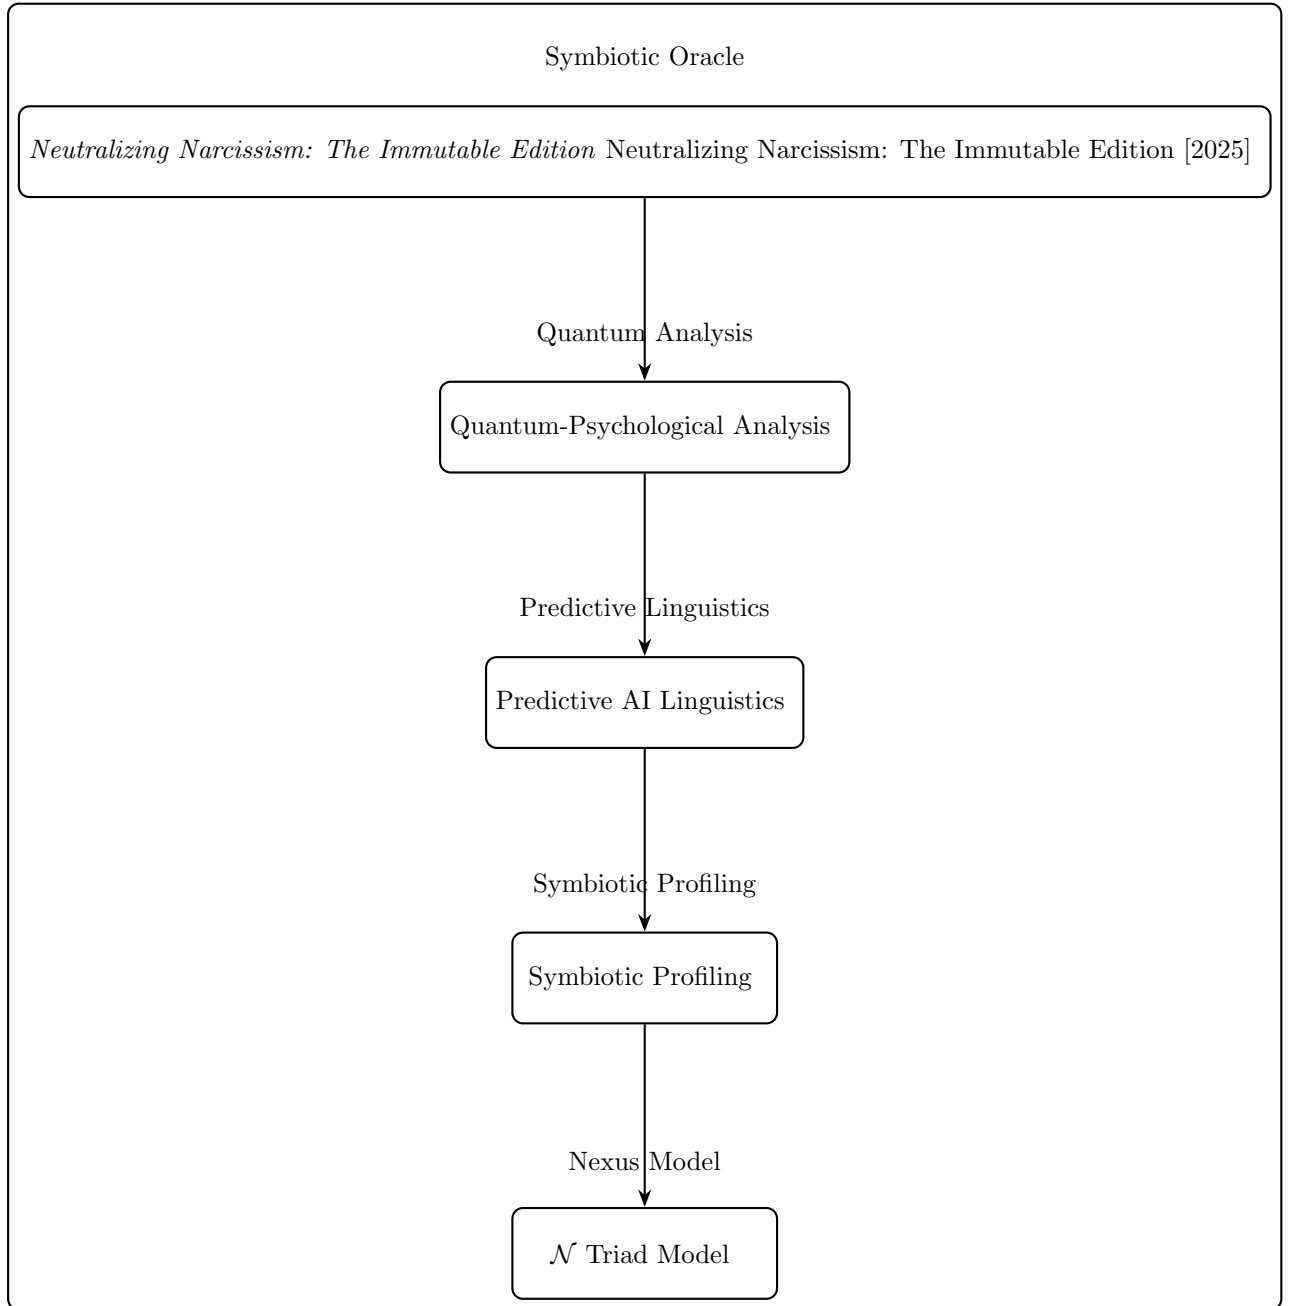 Symbiotic Oracle
Neutralizing Narcissism: The Immutable Edition Neutralizing Narcissism: The Immutable Edition [2025]
Quantum Analysis
Quantum-Psychological Analysis
Predictive Linguistics
Predictive AI Linguistics
Symbiotic Profiling
Symbiotic Profiling
Nexus Model
𝒩 Triad Model